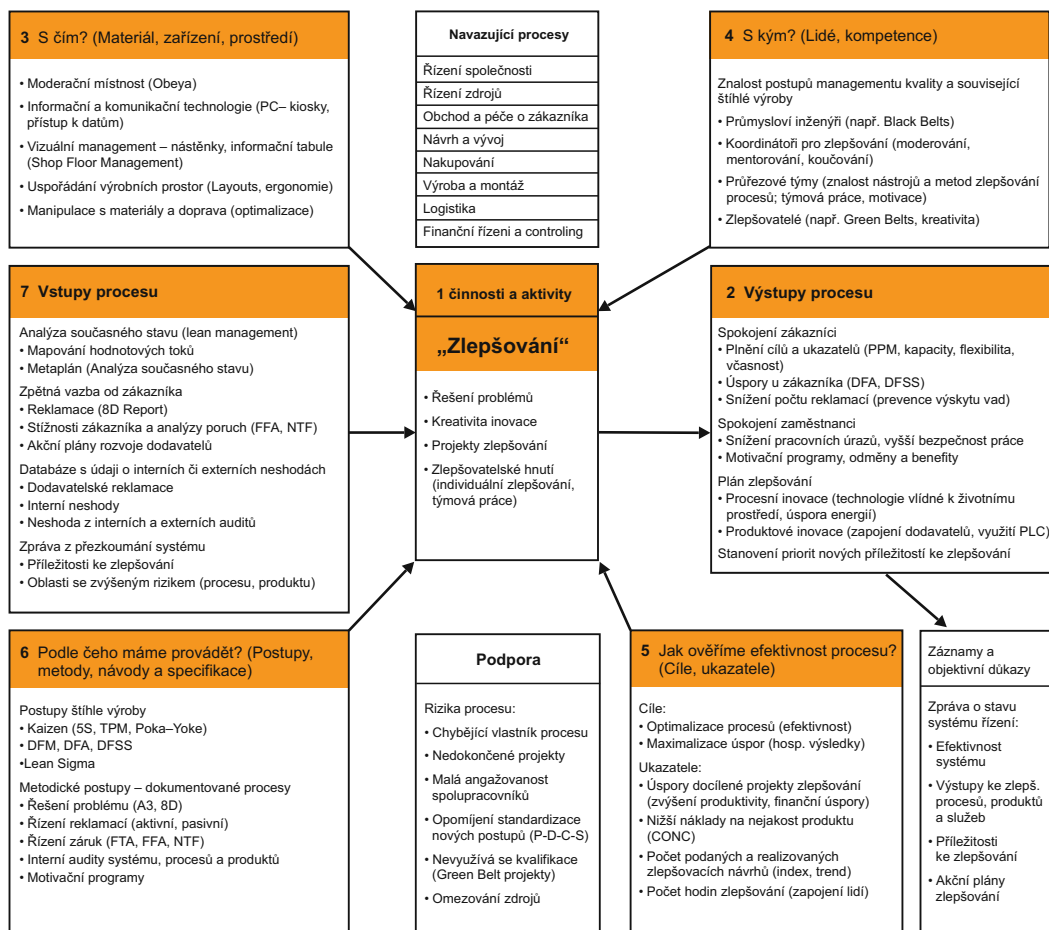 3 S čím? (Materiál, zařízení, prostředí)
• Moderační místnost (Obeya)
• Informační a komunikační technologie (PC– kiosky,
přístup k datům)
• Vizuální management – nástěnky, informační tabule
(Shop Floor Management)
• Uspořádání výrobních prostor (Layouts, ergonomie)
• Manipulace s materiály a doprava (optimalizace)
Navazující procesy
Řízení společnosti
Řízení zdrojů
Obchod a péče o zákazníka
Návrh a vývoj
Nakupování
Výroba a montáž
Logistika
Finanční řízeni a controling
4 S kým? (Lidé, kompetence)
Znalost postupů managementu kvality a související
štíhlé výroby
• Průmysloví inženýři (např. Black Belts)
• Koordinátoři pro zlepšování (moderování,
mentorování, koučování)
• Průřezové týmy (znalost nástrojů a metod zlepšování
procesů; týmová práce, motivace)
• Zlepšovatelé (např. Green Belts, kreativita)
7 Vstupy procesu
Analýza současného stavu (lean management)
• Mapování hodnotových toků
• Metaplán (Analýza současného stavu)
Zpětná vazba od zákazníka
• Reklamace (8D Report)
• Stížnosti zákazníka a analýzy poruch (FFA, NTF)
• Akční plány rozvoje dodavatelů
Databáze s údaji o interních či externích neshodách
• Dodavatelské reklamace
• Interní neshody
• Neshoda z interních a externích auditů
Zpráva z přezkoumání systému
• Příležitosti ke zlepšování
• Oblasti se zvýšeným rizikem (procesu, produktu)
1 činnosti a aktivity
„Zlepšování“
• Řešení problémů
• Kreativita inovace
• Projekty zlepšování
• Zlepšovatelské hnutí
(individuální zlepšování,
týmová práce)
2 Výstupy procesu
Spokojení zákazníci
• Plnění cílů a ukazatelů (PPM, kapacity, flexibilita,
včasnost)
• Úspory u zákazníka (DFA, DFSS)
• Snížení počtu reklamací (prevence výskytu vad)
Spokojení zaměstnanci
• Snížení pracovních úrazů, vyšší bezpečnost práce
• Motivační programy, odměny a benefity
Plán zlepšování
• Procesní inovace (technologie vlídné k životnímu
prostředí, úspora energií)
• Produktové inovace (zapojení dodavatelů, využití PLC)
Stanovení priorit nových příležitostí ke zlepšování
6 Podle čeho máme provádět? (Postupy,
metody, návody a specifikace)
Postupy štíhle výroby
• Kaizen (5S, TPM, Poka–Yoke)
• DFM, DFA, DFSS
•Lean Sigma
Metodické postupy – dokumentované procesy
• Řešení problému (A3, 8D)
• Řízení reklamací (aktivní, pasivní)
• Řízení záruk (FTA, FFA, NTF)
• Interní audity systému, procesů a produktů
• Motivační programy
Podpora
Rizika procesu:
• Chybějící vlastník procesu
• Nedokončené projekty
• Malá angažovanost
spolupracovníků
• Opomíjení standardizace
nových postupů (P-D-C-S)
• Nevyužívá se kvalifikace
(Green Belt projekty)
• Omezování zdrojů
5 Jak ověříme efektivnost procesu?
(Cíle, ukazatele)
Cíle:
• Optimalizace procesů (efektivnost)
• Maximalizace úspor (hosp. výsledky)
Ukazatele:
• Úspory docílené projekty zlepšování
(zvýšení produktivity, finanční úspory)
• Nižší náklady na nejakost produktu
(CONC)
• Počet podaných a realizovaných
zlepšovacích návrhů (index, trend)
• Počet hodin zlepšování (zapojení lidí)
Záznamy a
objektivní důkazy
Zpráva o stavu
systému řízení:
• Efektivnost
systému
• Výstupy ke zlepš.
procesů, produktů
a služeb
• Příležitosti
ke zlepšování
• Akční plány
zlepšování